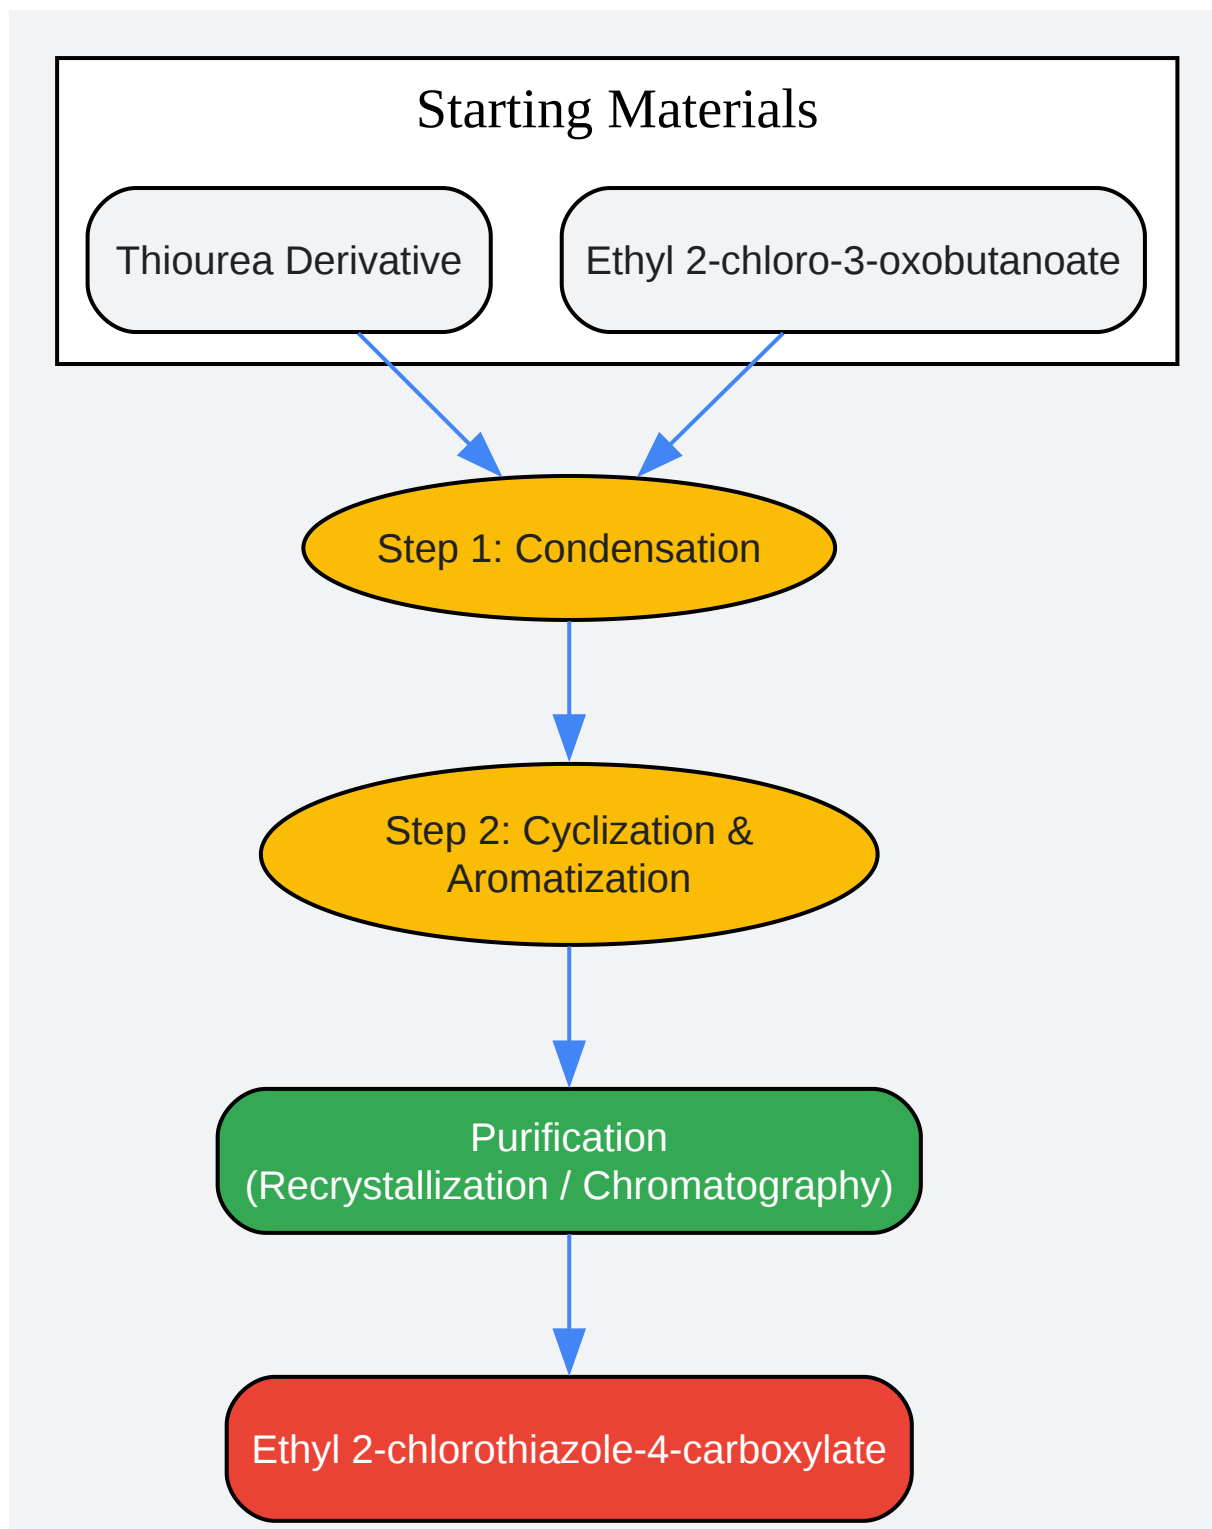 Starting Materials
Thiourea Derivative
Ethyl 2-chloro-3-oxobutanoate
Step 1: Condensation
Step 2: Cyclization &
Aromatization
Purification
(Recrystallization / Chromatography)
Ethyl 2-chlorothiazole-4-carboxylate